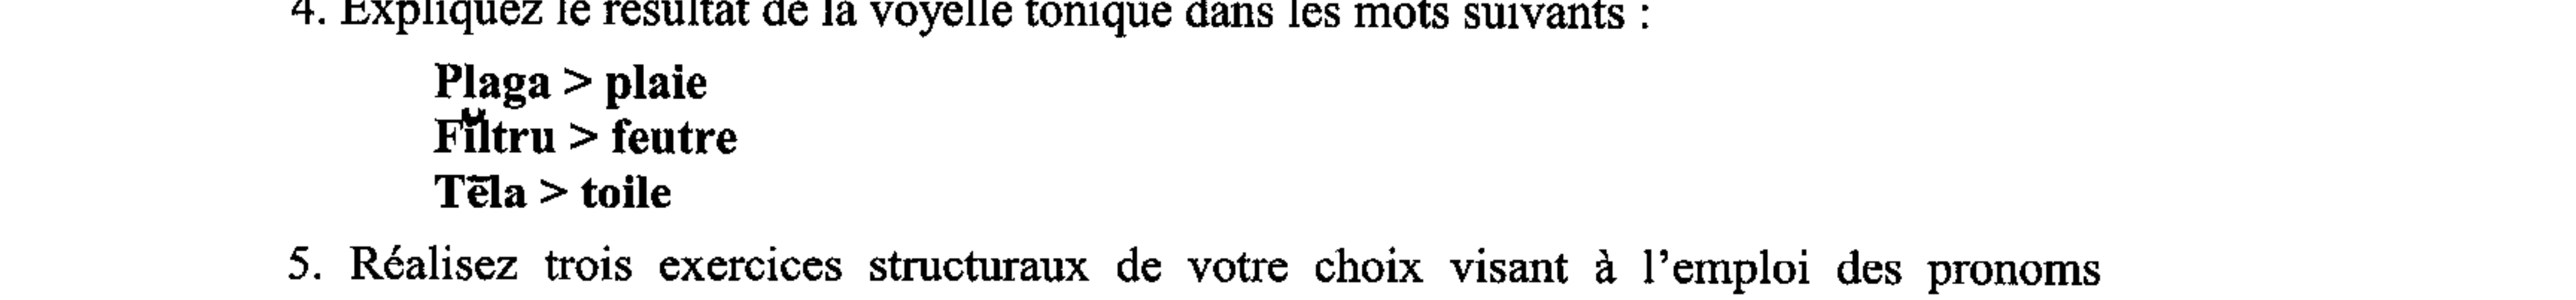 4. Expliquez le résultat de la voyelle tonique dans les mots suivants :
Plaga > plaie
Fĭltru > feutre
Tēla > toile
5. Réalisez trois exercices structuraux de votre choix visant à l’emploi des pronoms